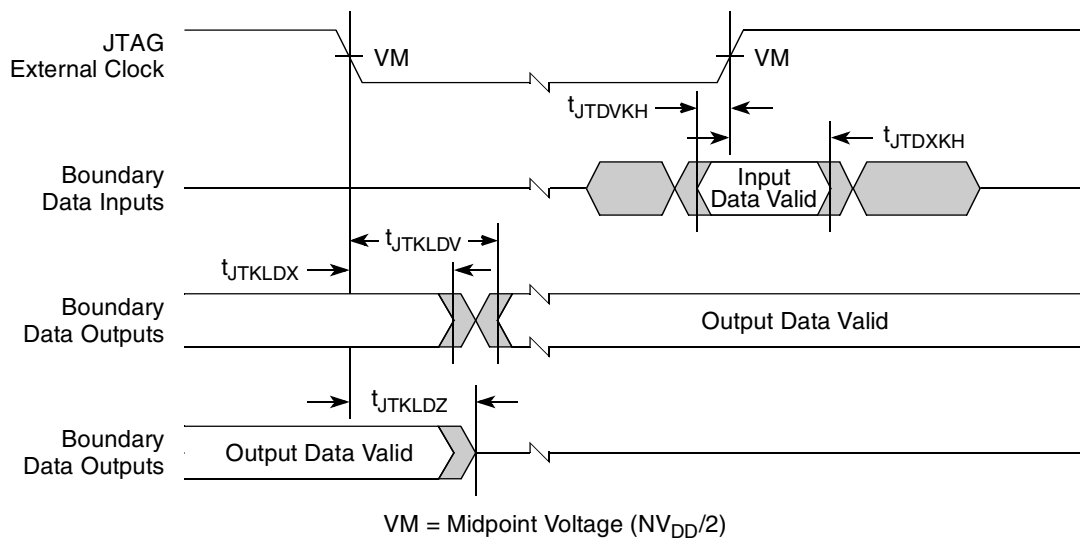 JTAG
External Clock
VM
VM
tJTDVKH
tJTDXKH
Boundary
Data Inputs
Input
Data Valid
tJTKLDV
tJTKLDX
Boundary
Data Outputs
Output Data Valid
tJTKLDZ
Boundary
Data Outputs
Output Data Valid
VM = Midpoint Voltage (NVDD/2)